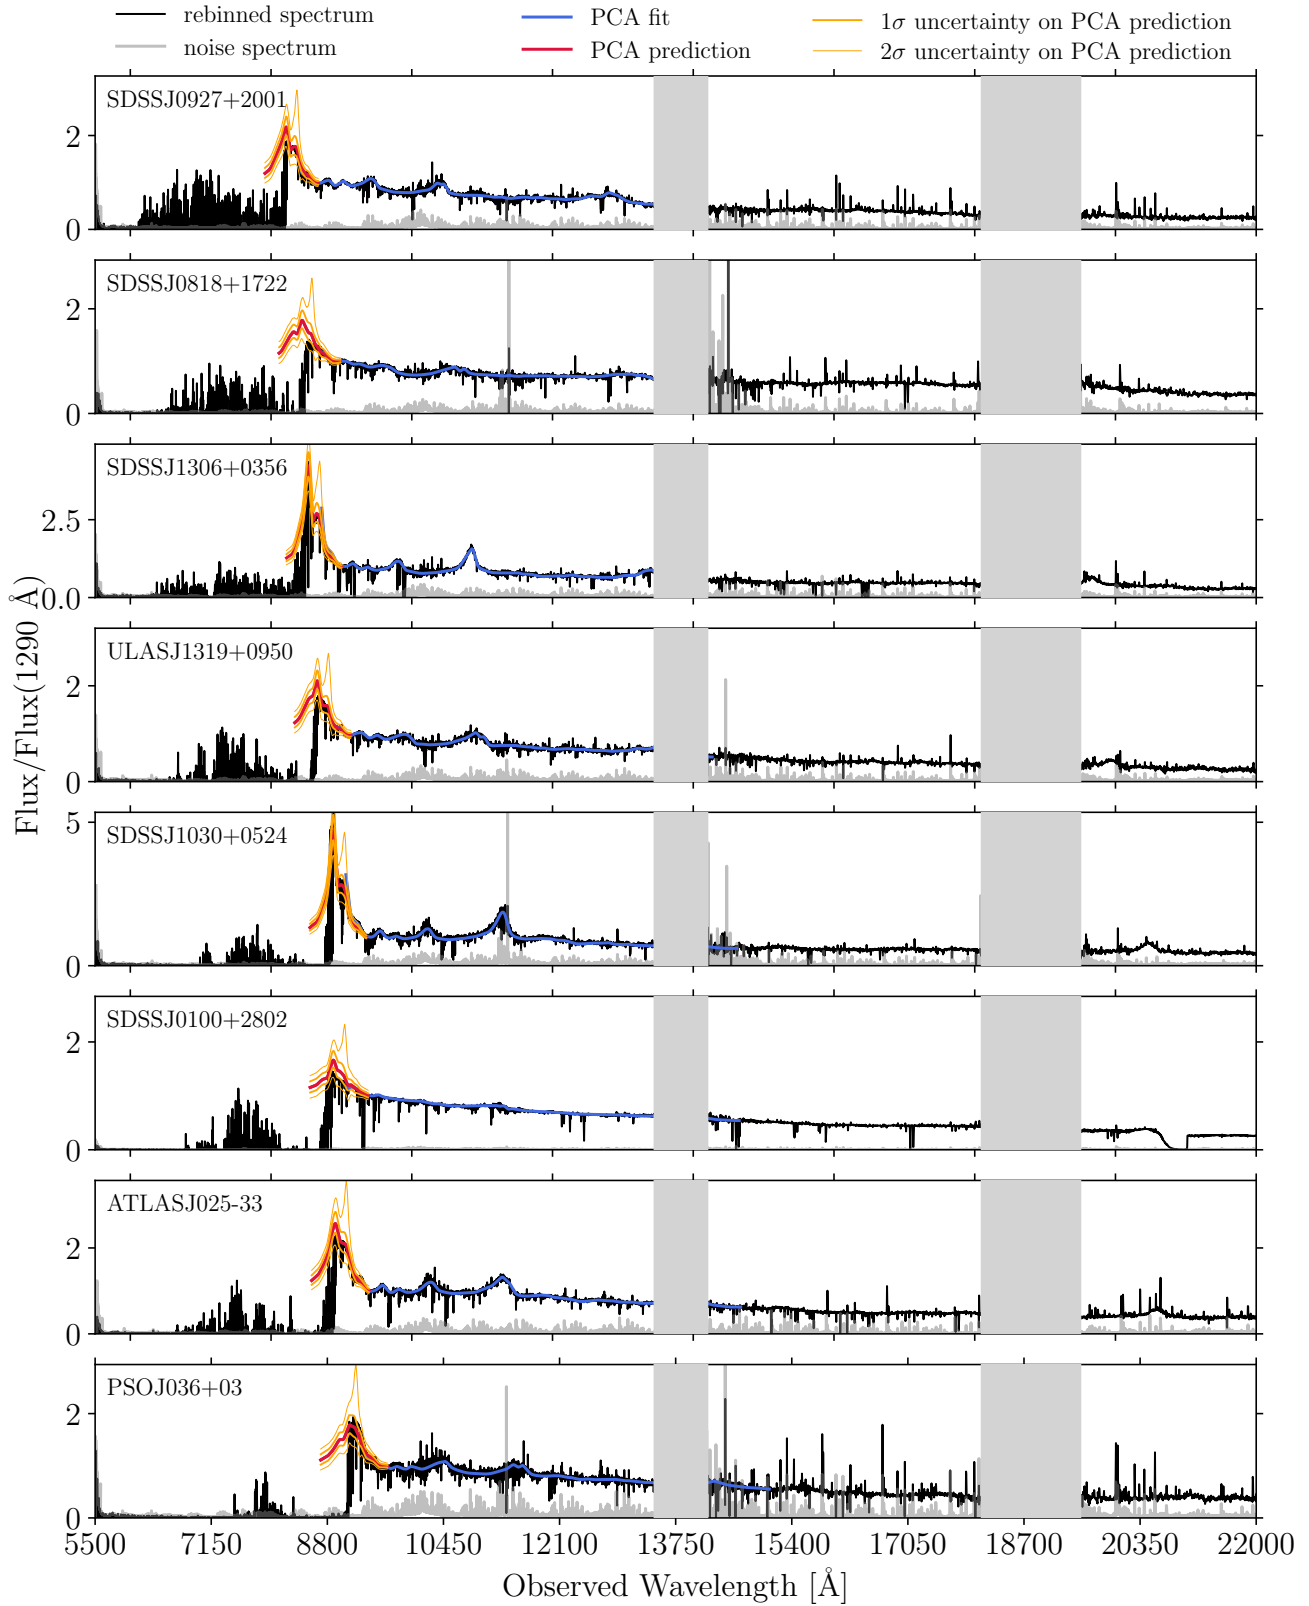 rebinned spectrum
noise spectrum
PCA fit
PCA prediction
1σ uncertainty on PCA prediction
2σ uncertainty on PCA prediction
SDSSJ0927+2001
2
0
SDSSJ0818+1722
2
0
SDSSJ1306+0356
2.5
0.0
ULASJ1319+0950
2
0
SDSSJ1030+0524
5
0
SDSSJ0100+2802
2
0
ATLASJ025-33
2
0
PSOJ036+03
2
0
Flux/Flux(1290 Å)
5500 7150 8800 10450 12100 13750 15400 17050 18700 20350 22000
Observed Wavelength [Å]